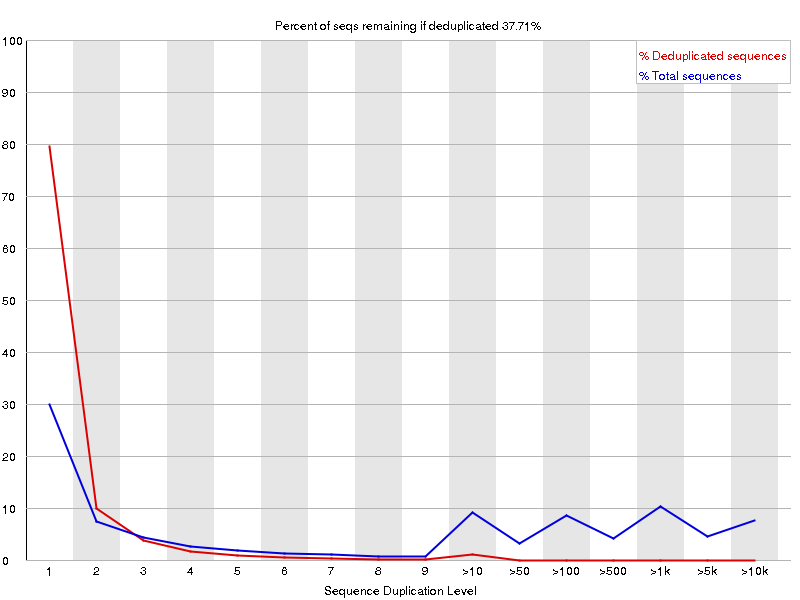 Percent of seqs remaining if deduplicated 37.71%
% Deduplicated sequences
% Total sequences
100
90
80
70
60
50
40
30
20
10
0
1 2 3 4 5 6 7 8 9 >10 >50 >100 >500 >1k >5k >10k
Sequence Duplication Level